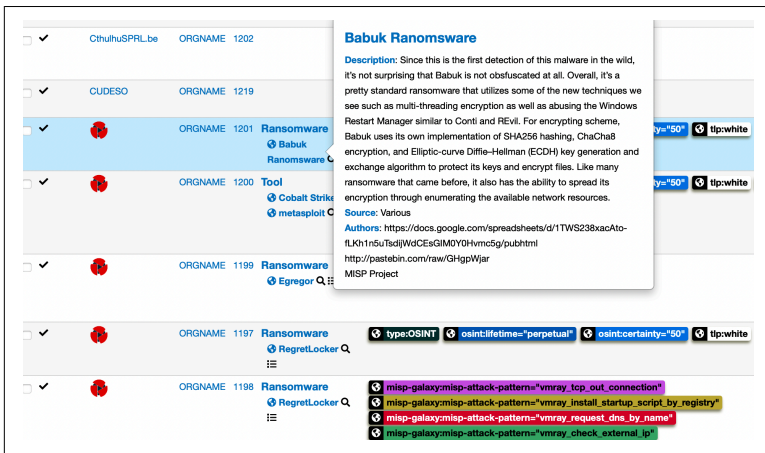 CthulhuSPRL.be ORGNAME 1202
CUDESO ORGNAME 1219
ORGNAME 1201 Ransomware
Babuk
Ranomsware
ty="50" tlp:white
Babuk Ranomsware
Description: Since this is the first detection of this malware in the wild,
it's not surprising that Babuk is not obsfuscated at all. Overall, it's a
pretty standard ransomware that utilizes some of the new techniques we
see such as multi-threading encryption as well as abusing the Windows
Restart Manager similar to Conti and REvil. For encrypting scheme,
Babuk uses its own implementation of SHA256 hashing, ChaCha8
encryption, and Elliptic-curve Diffie–Hellman (ECDH) key generation and
exchange algorithm to protect its keys and encrypt files. Like many
ransomware that came before, it also has the ability to spread its
encryption through enumerating the available network resources.
Source: Various
Authors: https://docs.google.com/spreadsheets/d/1TWS238xacAto-
fLKh1n5uTsdijWdCEsGIM0Y0Hvmc5g/pubhtml
http://pastebin.com/raw/GHgpWjar
MISP Project
ORGNAME 1200 Tool
Cobalt Strike
metasploit
ty="50" tlp:white
ORGNAME 1199 Ransomware
Egregor
ORGNAME 1197 Ransomware type:OSINT osint:lifetime="perpetual" osint:certainty="50" tlp:white
RegretLocker
ORGNAME 1198 Ransomware misp-galaxy:misp-attack-pattern="vmray_tcp_out_connection"
RegretLocker misp-galaxy:misp-attack-pattern="vmray_install_startup_script_by_registry"
misp-galaxy:misp-attack-pattern="vmray_request_dns_by_name"
misp-galaxy:misp-attack-pattern="vmray_check_external_ip"